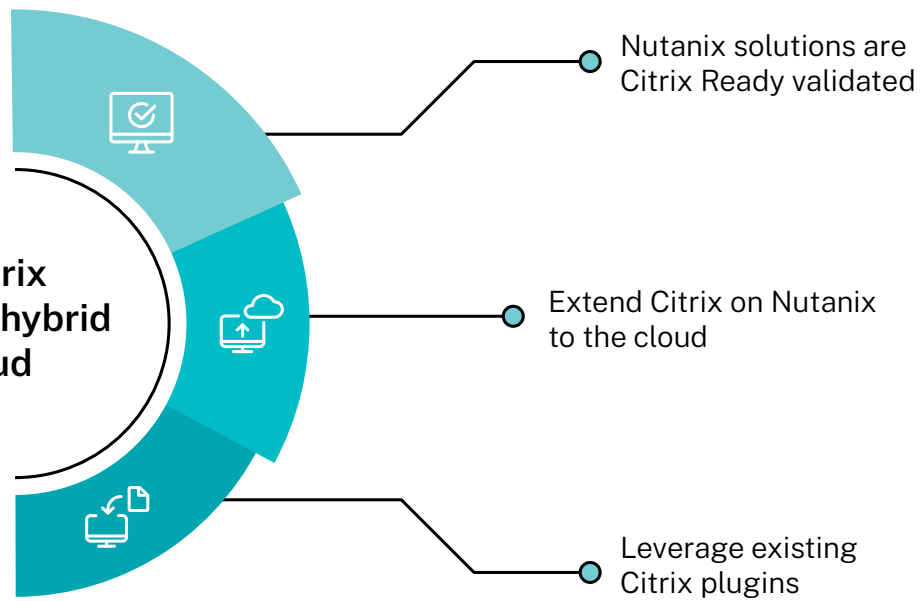 Nutanix solutions are
Citrix Ready validated
rix
hybrid
ud
Extend Citrix on Nutanix
to the cloud
Leverage existing
Citrix plugins